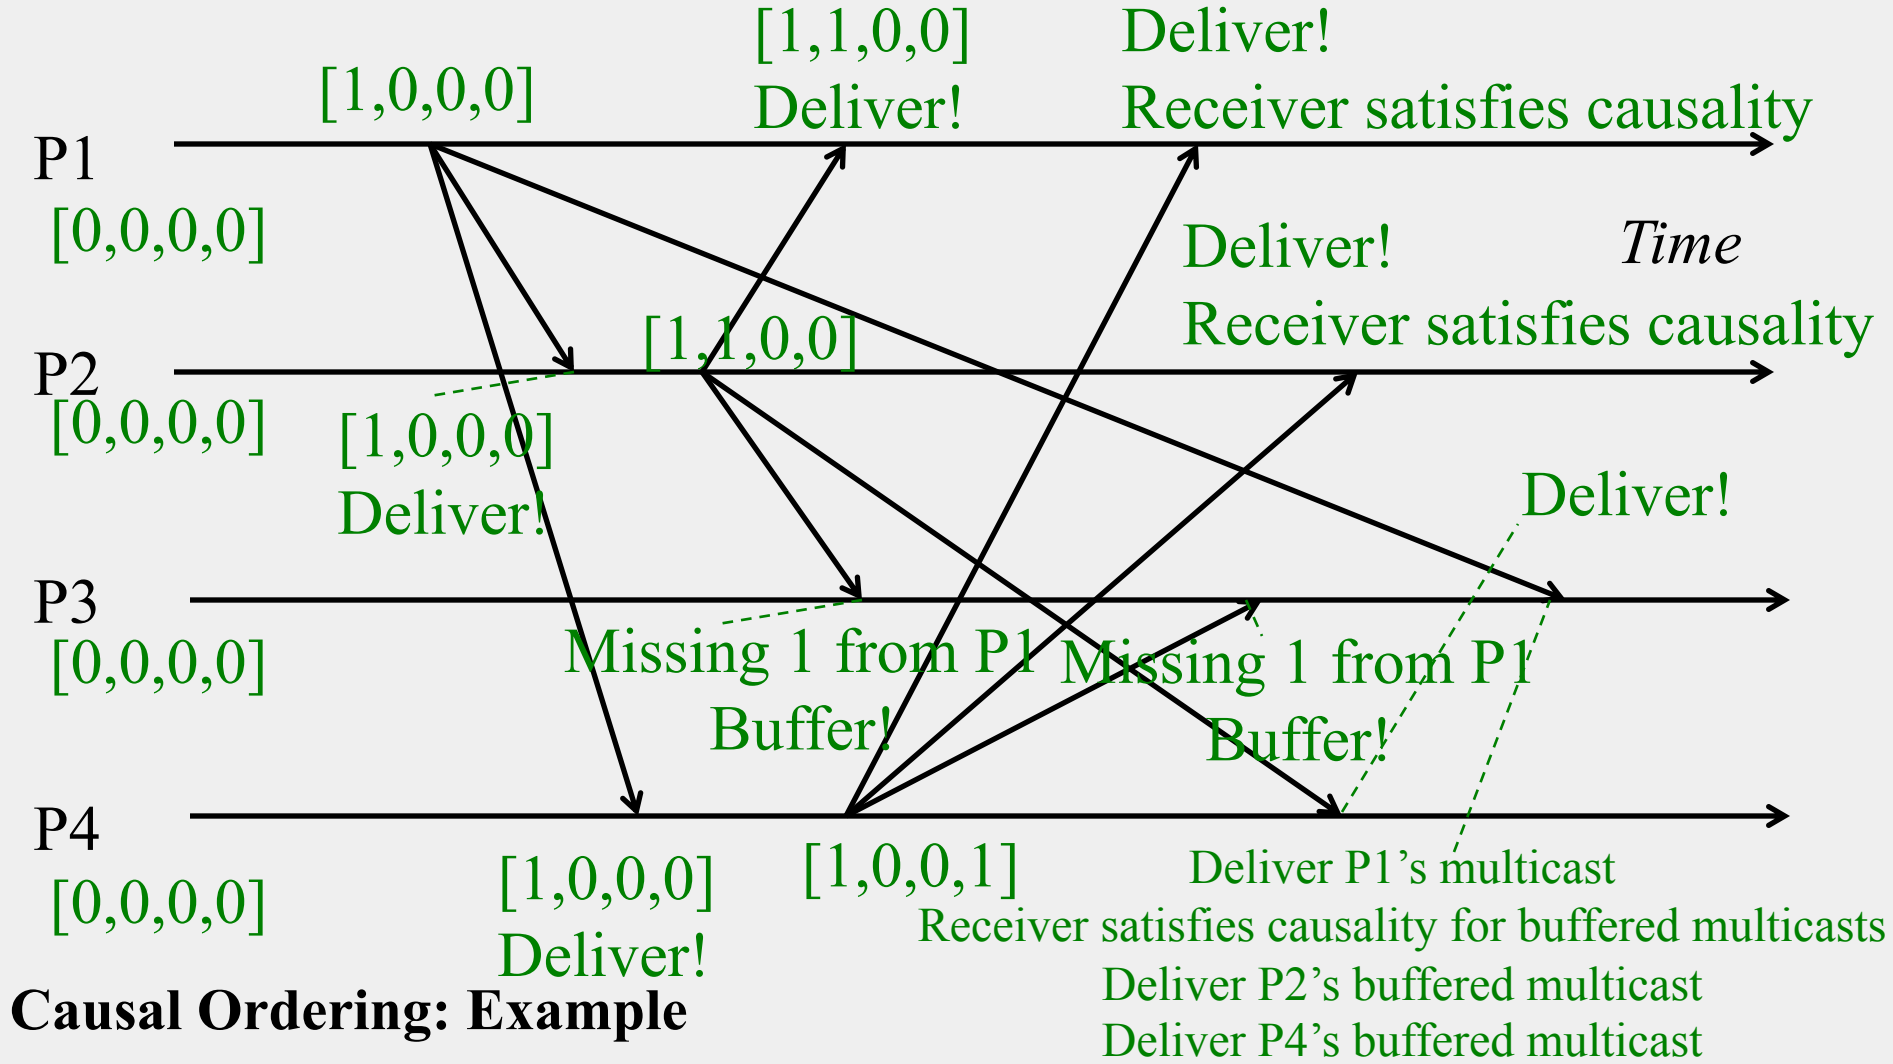 [1,1,0,0]
Deliver!
Deliver!
Receiver satisfies causality
[1,0,0,0]
P1
[0,0,0,0]
Time
Deliver!
Receiver satisfies causality
[1,1,0,0]
P2
[0,0,0,0]
[1,0,0,0]
Deliver!
Deliver!
P3
[0,0,0,0]
Missing 1 from P1
Buffer!
Missing 1 from P1
Buffer!
P4
[0,0,0,0]
[1,0,0,0]
Deliver!
[1,0,0,1]
Deliver P1’s multicast
Receiver satisfies causality for buffered multicasts
Deliver P2’s buffered multicast
Deliver P4’s buffered multicast
Causal Ordering: Example